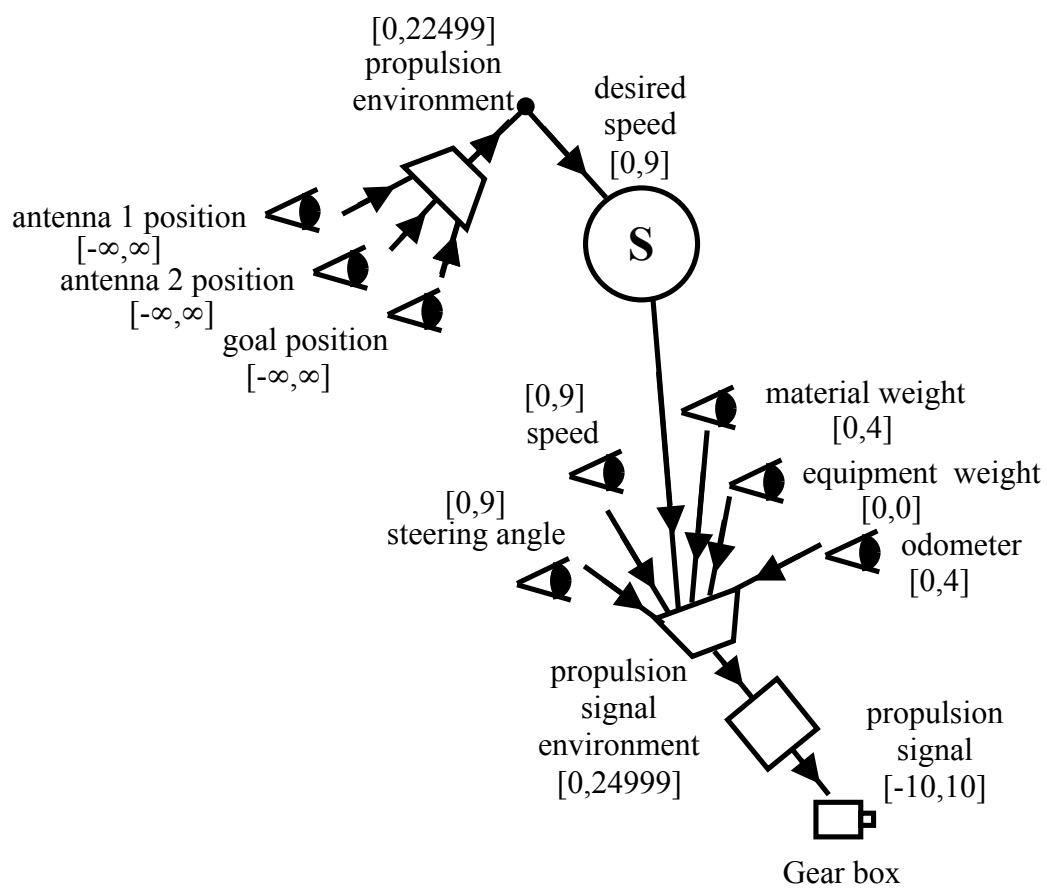 [0,22499]
propulsion
environment
desired
speed
[0,9]
S
antenna 1 position
[-∞,∞]
antenna 2 position
[-∞,∞]
goal position
[-∞,∞]
[0,9]
speed
material weight
[0,4]
equipment weight
[0,0]
[0,9]
steering angle
odometer
[0,4]
propulsion
signal
environment
[0,24999]
propulsion
signal
[-10,10]
Gear box